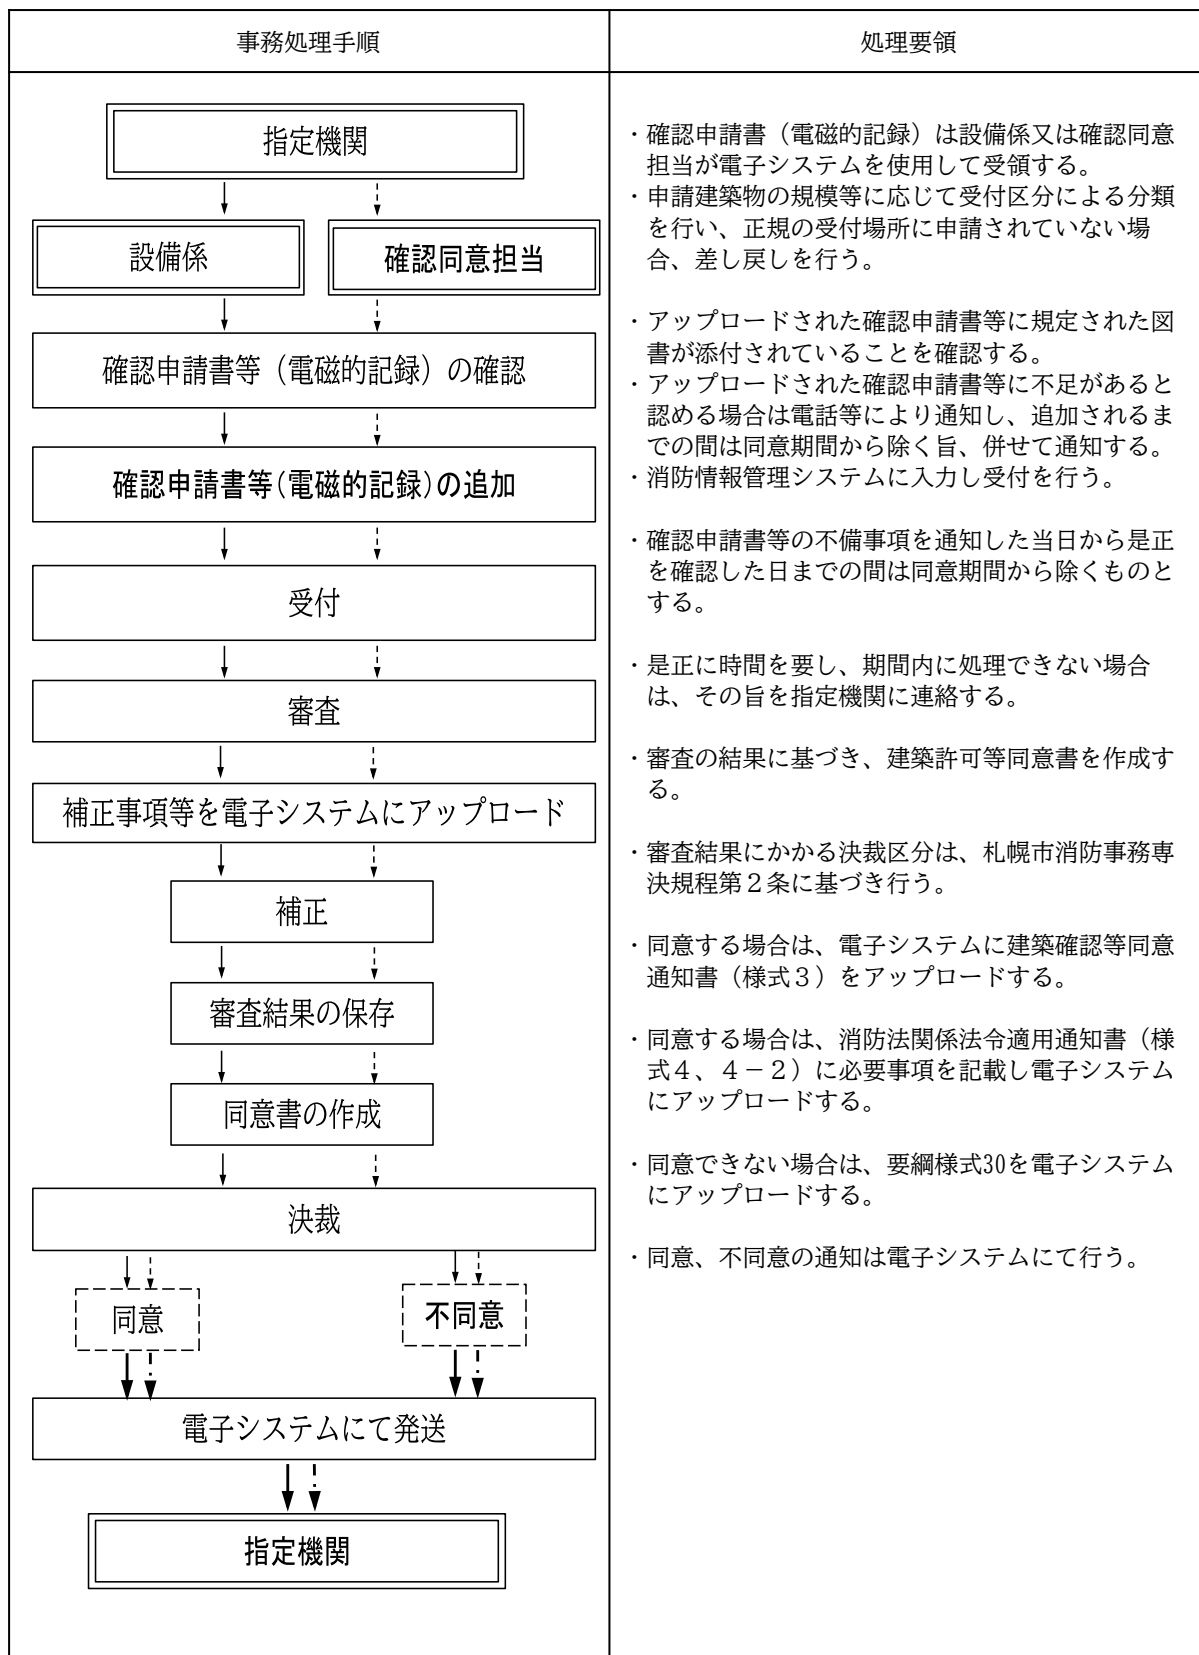 事務処理手順
処理要領
指定機関
設備係
確認同意担当
確認申請書等（電磁的記録）の確認
確認申請書等(電磁的記録)の追加
受付
審査
補正事項等を電子システムにアップロード
補正
審査結果の保存
同意書の作成
決裁
同意
不同意
電子システムにて発送
指定機関
・確認申請書（電磁的記録）は設備係又は確認同意
担当が電子システムを使用して受領する。
・申請建築物の規模等に応じて受付区分による分類
を行い、正規の受付場所に申請されていない場
合、差し戻しを行う。
・アップロードされた確認申請書等に規定された図
書が添付されていることを確認する。
・アップロードされた確認申請書等に不足があると
認める場合は電話等により通知し、追加されるま
での間は同意期間から除く旨、併せて通知する。
・消防情報管理システムに入力し受付を行う。
・確認申請書等の不備事項を通知した当日から是正
を確認した日までの間は同意期間から除くものと
する。
・是正に時間を要し、期間内に処理できない場合
は、その旨を指定機関に連絡する。
・審査の結果に基づき、建築許可等同意書を作成す
る。
・審査結果にかかる決裁区分は、札幌市消防事務専
決規程第２条に基づき行う。
・同意する場合は、電子システムに建築確認等同意
通知書（様式３）をアップロードする。
・同意する場合は、消防法関係法令適用通知書（様
式４、４－２）に必要事項を記載し電子システム
にアップロードする。
・同意できない場合は、要綱様式30を電子システム
にアップロードする。
・同意、不同意の通知は電子システムにて行う。